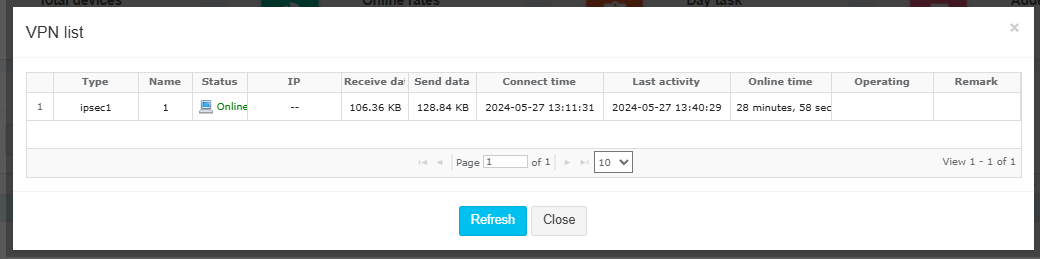 Total devices Online rates Day task Adde
VPN list ×
Type Name Status IP Receive dat Send data Connect time Last activity Online time Operating Remark
1 ipsec1 1 Online -- 106.36 KB 128.84 KB 2024-05-27 13:11:31 2024-05-27 13:40:29 28 minutes, 58 sec
Page 1 of 1 10 View 1 - 1 of 1
Refresh Close